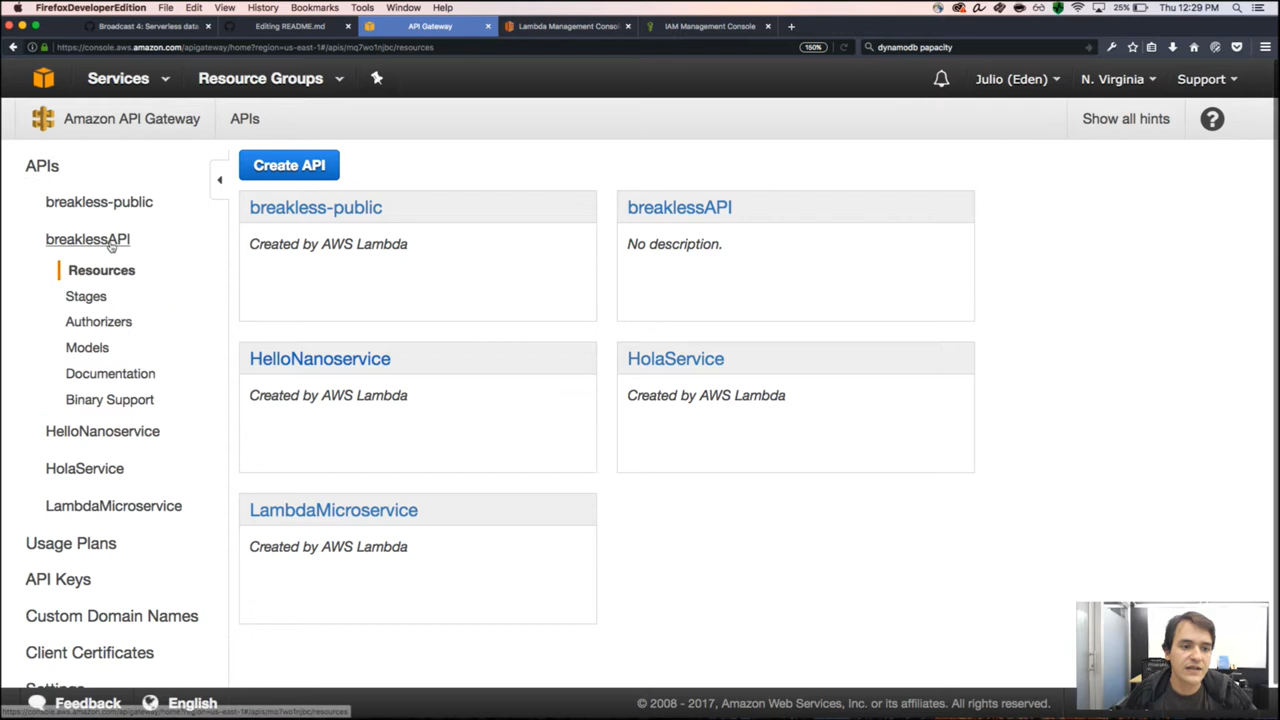 FirefoxDeveloperEdition File Edit View History Bookmarks Tools Window Help 25% Thu 12:29 PM
Broadcast 4: Serverless data Editing README.md API Gateway Lambda Management Consol IAM Management Console
https://console.aws.amazon.com/apigateway/home?region=us-east-1#/apis/mq7wo1njbc/resources 150% dynamodb papacity
Services Resource Groups Julio (Eden) N. Virginia Support
Amazon API Gateway APIs Show all hints ?
APIs
Create API
breakless-public
breaklessAPI
Resources
Stages
Authorizers
Models
Documentation
Binary Support
HelloNanoservice
HolaService
LambdaMicroservice
Usage Plans
API Keys
Custom Domain Names
Client Certificates
Settings
breakless-public
Created by AWS Lambda
breaklessAPI
No description.
HelloNanoservice
Created by AWS Lambda
HolaService
Created by AWS Lambda
LambdaMicroservice
Created by AWS Lambda
Feedback English © 2008 - 2017, Amazon Web Services, Inc. or its affiliates. All rights reserved.
https://console.aws.amazon.com/apigateway/home?region=us-east-1#/apis/mq7wo1njbc/resources